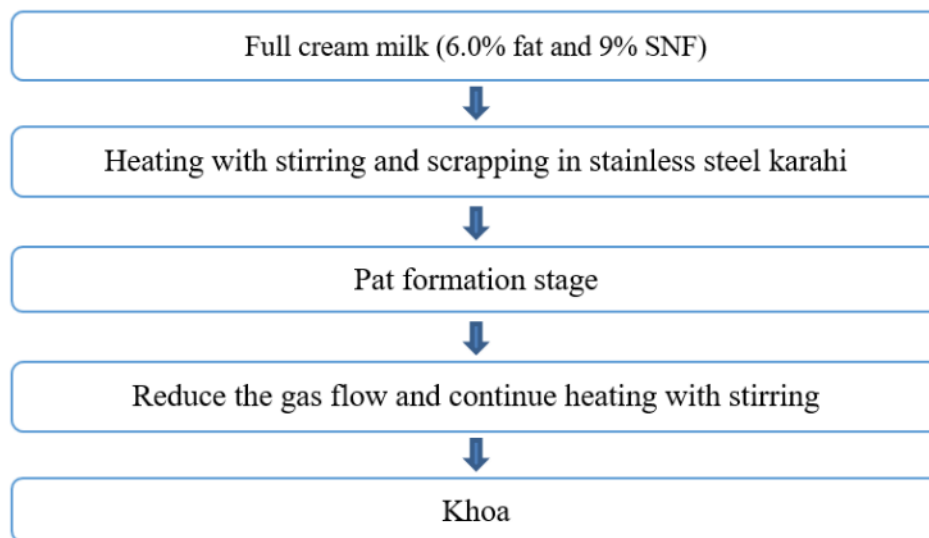 Full cream milk (6.0% fat and 9% SNF)
Heating with stirring and scrapping in stainless steel karahi
Pat formation stage
Reduce the gas flow and continue heating with stirring
Khoa